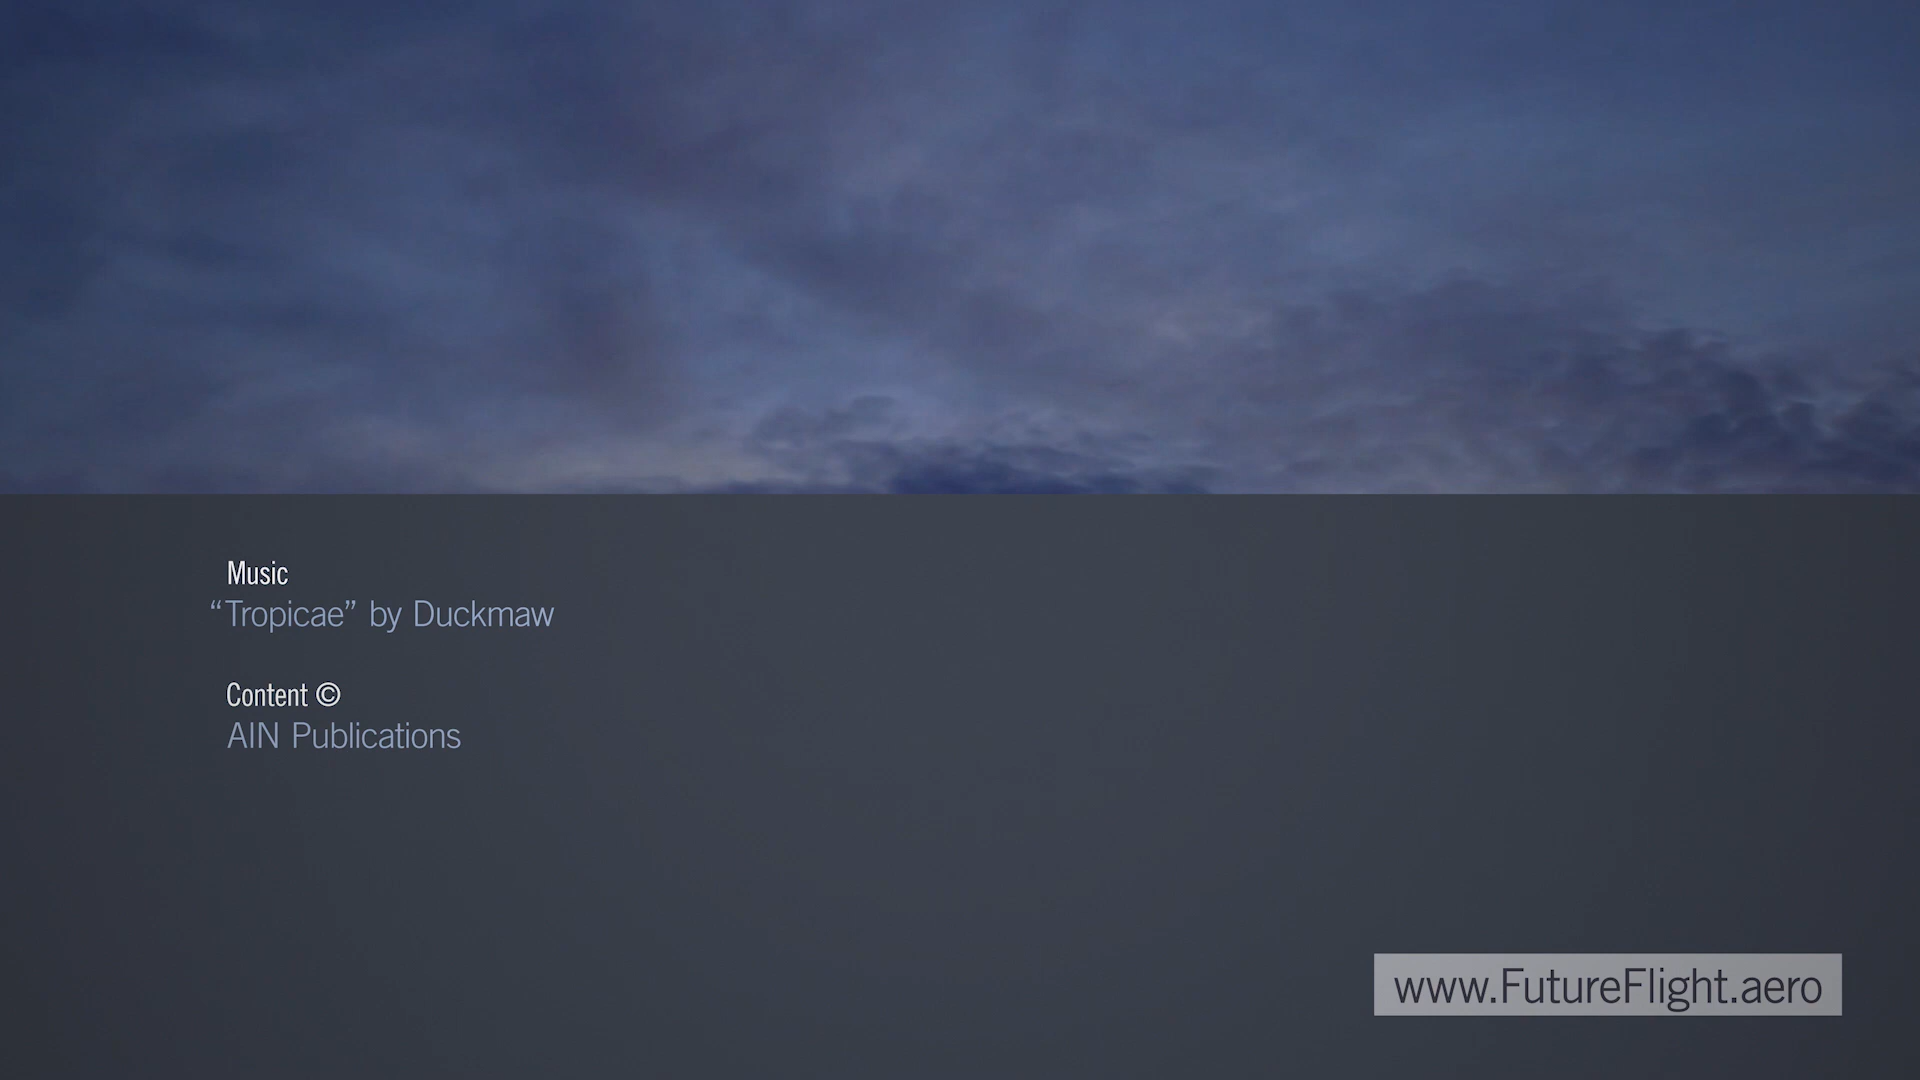 Music
“Tropicae” by Duckmaw
Content ©
AIN Publications
www.FutureFlight.aero